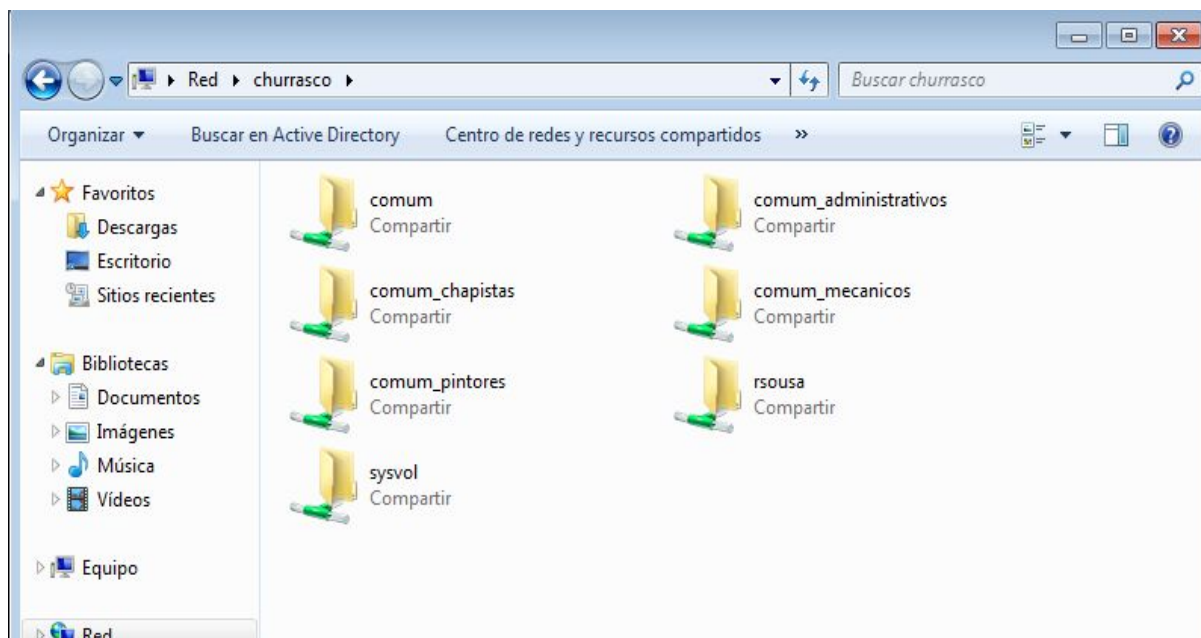 Red churrasco
Buscar churrasco
Organizar
Buscar en Active Directory
Centro de redes y recursos compartidos
»
Favoritos
Descargas
Escritorio
Sitios recientes
Bibliotecas
Documentos
Imágenes
Música
Vídeos
Equipo
Red
comum
Compartir
comum_administrativos
Compartir
comum_chapistas
Compartir
comum_mecanicos
Compartir
comum_pintores
Compartir
rsousa
Compartir
sysvol
Compartir